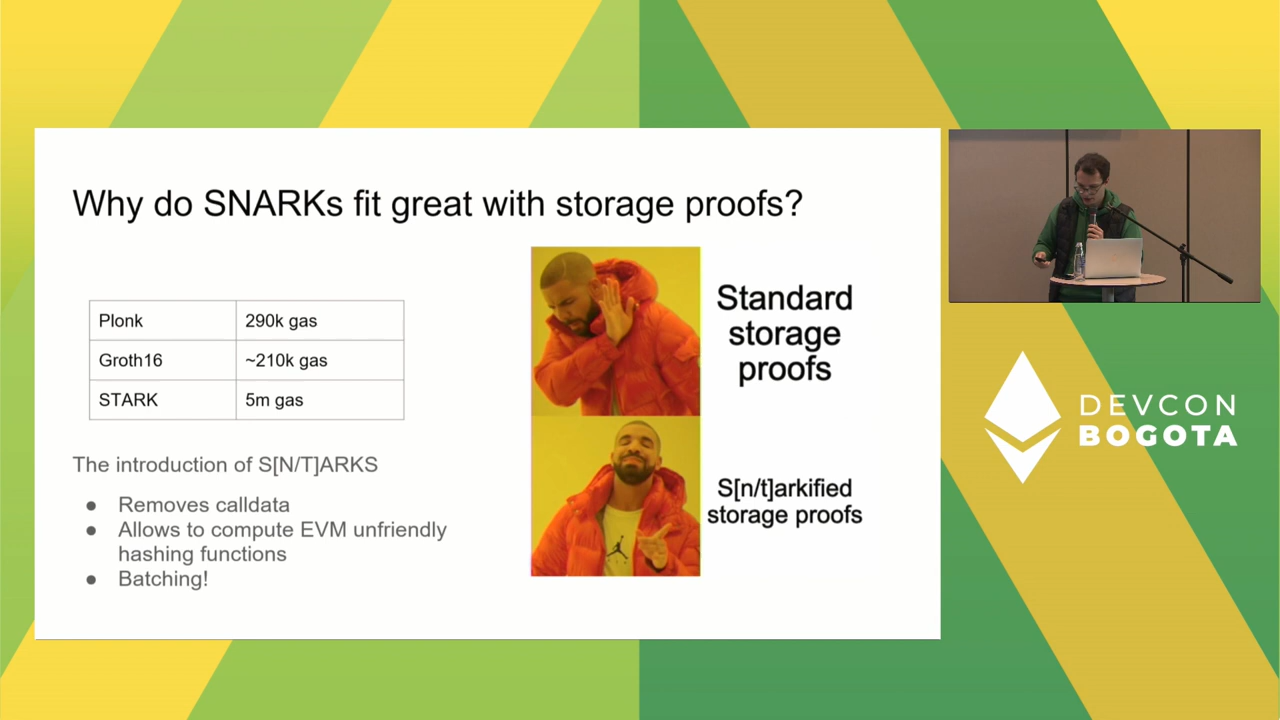 Why do SNARKs fit great with storage proofs?
Plonk 290k gas
Groth16 ~210k gas
STARK 5m gas
The introduction of S[N/T]ARKS
● Removes calldata
● Allows to compute EVM unfriendly
hashing functions
● Batching!
Standard
storage
proofs
S[n/t]arkified
storage proofs
DEVCON
BOGOTA